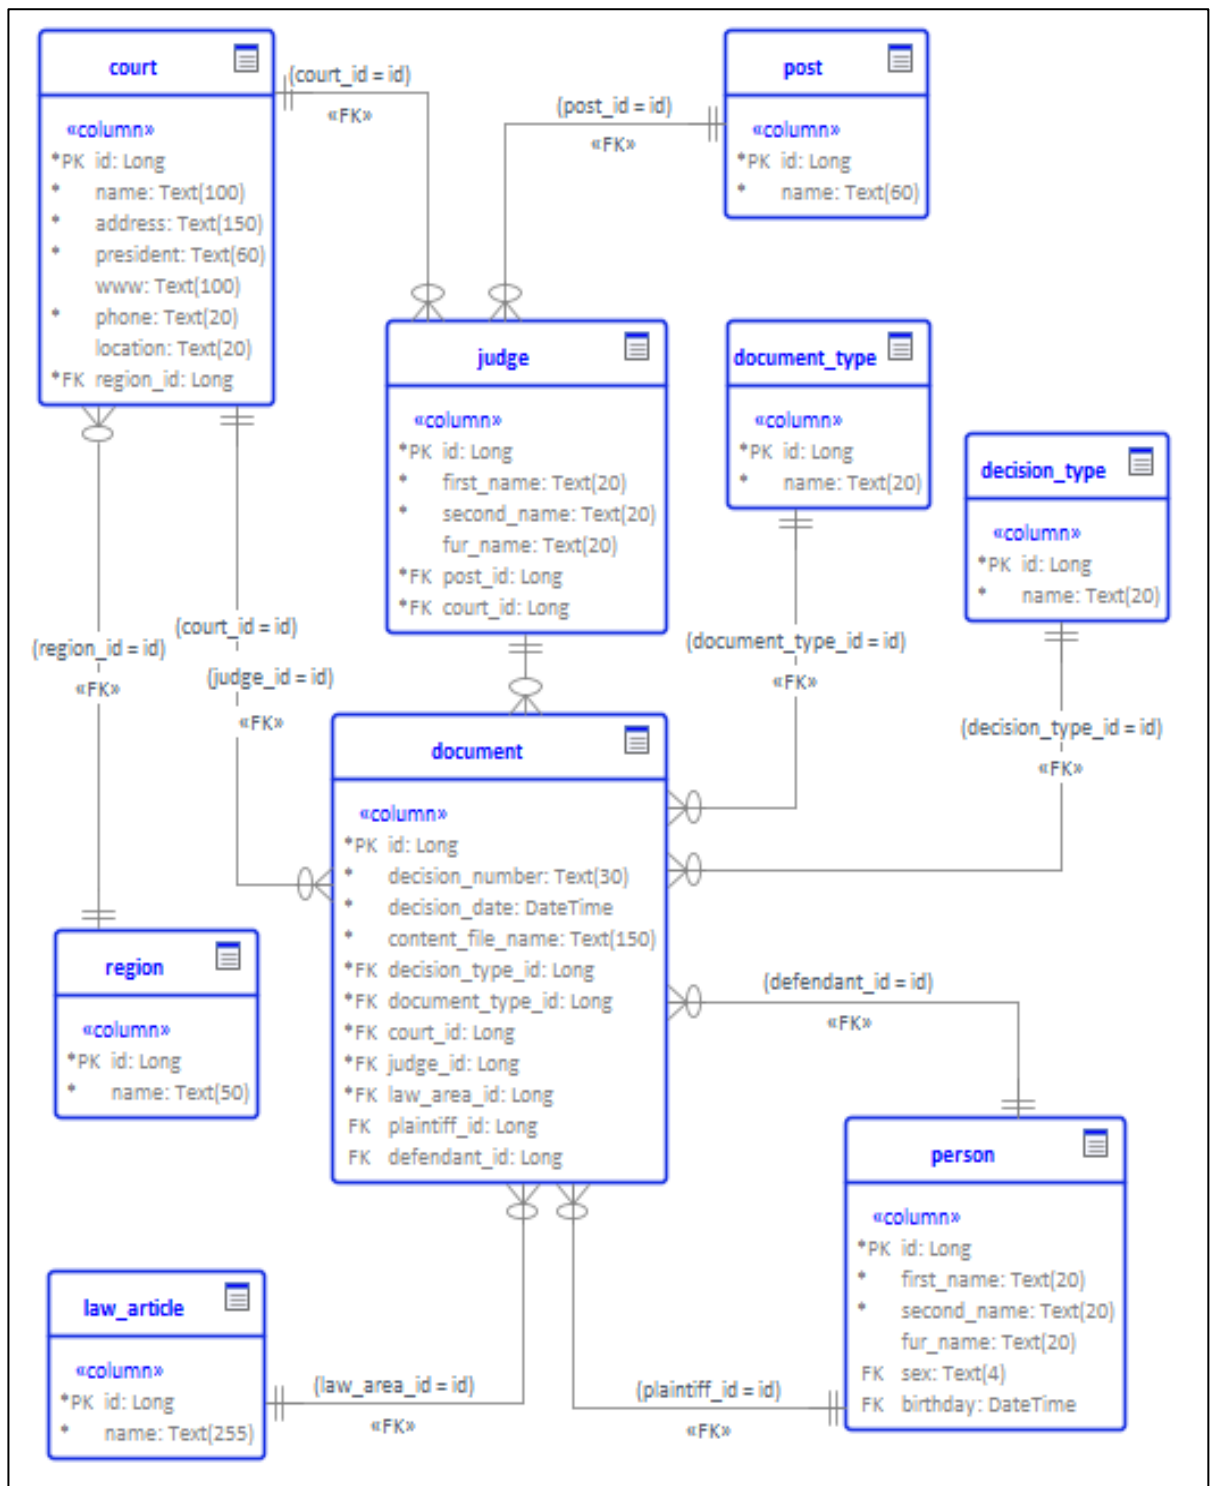 court
«column»
*PK id: Long
* name: Text(100)
* address: Text(150)
* president: Text(60)
www: Text(100)
* phone: Text(20)
location: Text(20)
*FK region_id: Long
(court_id = id)
«FK»
(post_id = id)
«FK»
post
«column»
*PK id: Long
* name: Text(60)
judge
«column»
*PK id: Long
* first_name: Text(20)
* second_name: Text(20)
fur_name: Text(20)
*FK post_id: Long
*FK court_id: Long
document_type
«column»
*PK id: Long
* name: Text(20)
decision_type
«column»
*PK id: Long
* name: Text(20)
(region_id = id)
«FK»
(court_id = id)
(judge_id = id)
«FK»
(document_type_id = id)
«FK»
(decision_type_id = id)
«FK»
document
«column»
*PK id: Long
* decision_number: Text(30)
* decision_date: DateTime
* content_file_name: Text(150)
*FK decision_type_id: Long
*FK document_type_id: Long
*FK court_id: Long
*FK judge_id: Long
*FK law_area_id: Long
FK plaintiff_id: Long
FK defendant_id: Long
region
«column»
*PK id: Long
* name: Text(50)
(defendant_id = id)
«FK»
person
«column»
*PK id: Long
* first_name: Text(20)
* second_name: Text(20)
fur_name: Text(20)
FK sex: Text(4)
FK birthday: DateTime
law_article
«column»
*PK id: Long
* name: Text(255)
(law_area_id = id)
«FK»
(plaintiff_id = id)
«FK»